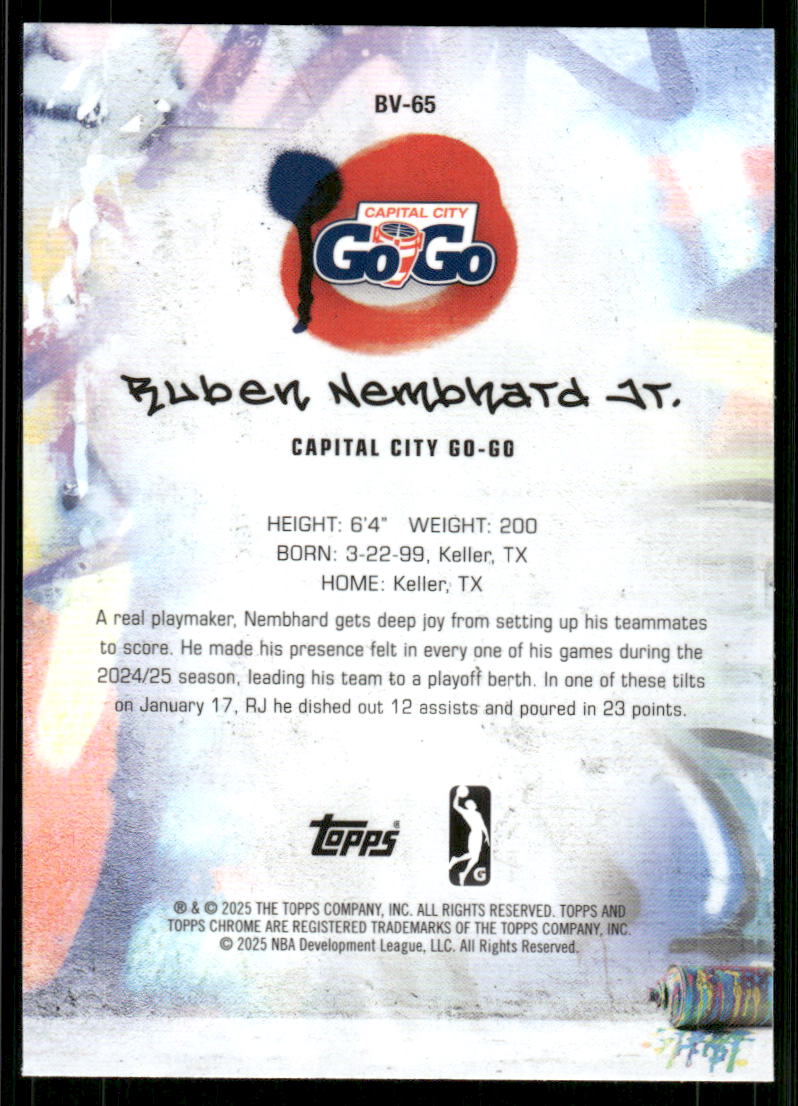 BV-65
CAPITAL CITY
GO-GO
Ruben Nembhard Jr.
CAPITAL CITY GO-GO
HEIGHT: 6'4" WEIGHT: 200
BORN: 3-22-99, Keller, TX
HOME: Keller, TX
A real playmaker, Nembhard gets deep joy from setting up his teammates
to score. He made his presence felt in every one of his games during the
2024/25 season, leading his team to a playoff berth. In one of these tilts
on January 17, RJ he dished out 12 assists and poured in 23 points.
Topps®
G
® & © 2025 THE TOPPS COMPANY, INC. ALL RIGHTS RESERVED. TOPPS AND
TOPPS CHROME ARE REGISTERED TRADEMARKS OF THE TOPPS COMPANY, INC.
© 2025 NBA Development League, LLC. All Rights Reserved.